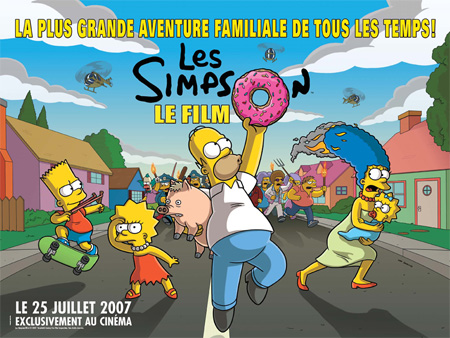 LA PLUS GRANDE AVENTURE FAMILIALE DE TOUS LES TEMPS!
Les
SIMPSON
LE FILM
LE 25 JUILLET 2007
EXCLUSIVEMENT AU CINÉMA